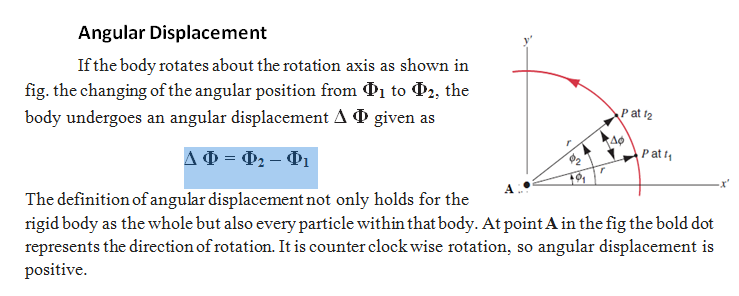 Angular Displacement
If the body rotates about the rotation axis as shown in
fig. the changing of the angular position from Φ1 to Φ2, the
body undergoes an angular displacement Δ Φ given as
Δ Φ = Φ2 – Φ1
The definition of angular displacement not only holds for the
rigid body as the whole but also every particle within that body. At point A in the fig the bold dot
represents the direction of rotation. It is counter clock wise rotation, so angular displacement is
positive.
y'
P at t2
r
Δϕ
ϕ2
P at t1
r
ϕ1
A
x'